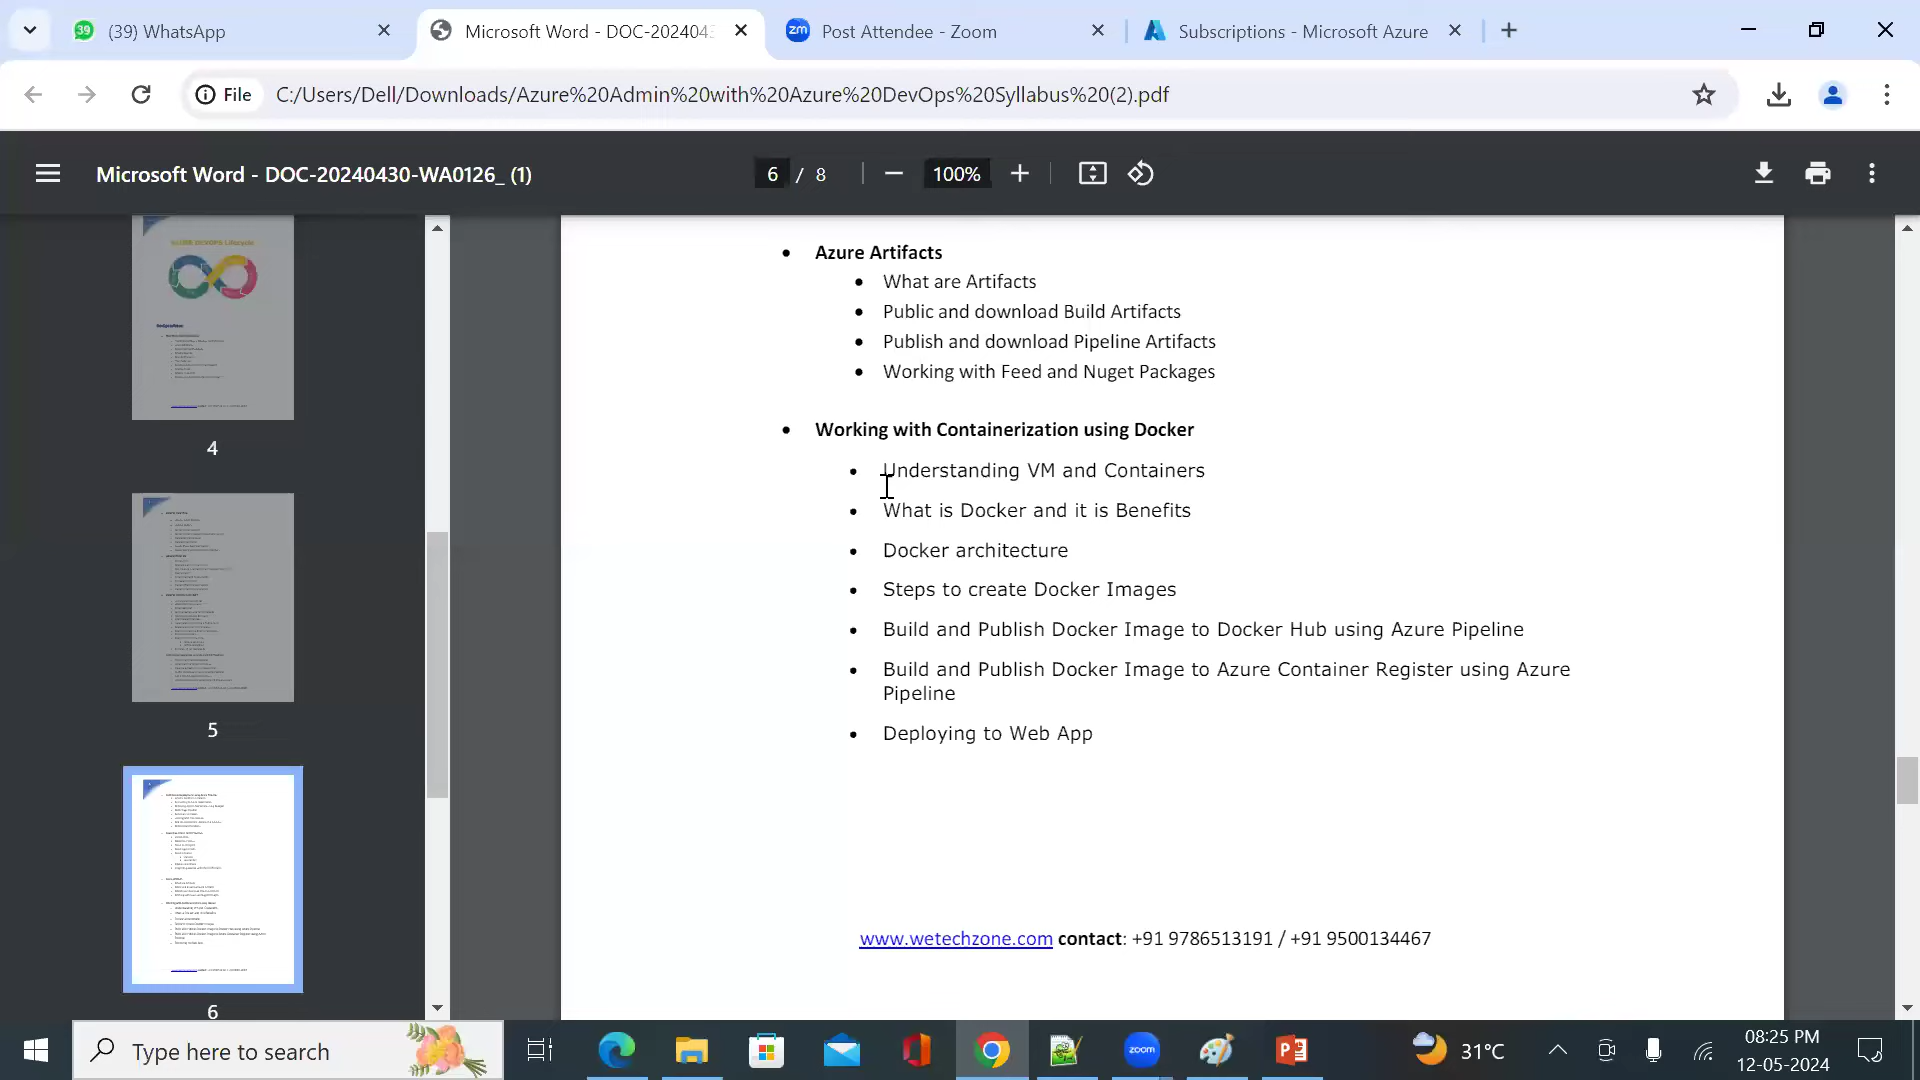 39 (39) WhatsApp
Microsoft Word - DOC-202404
zm Post Attendee - Zoom
Subscriptions - Microsoft Azure
File C:/Users/Dell/Downloads/Azure%20Admin%20with%20Azure%20DevOps%20Syllabus%20(2).pdf
Microsoft Word - DOC-20240430-WA0126_ (1)
6 / 8
100%
4
5
6
• Azure Artifacts
• What are Artifacts
• Public and download Build Artifacts
• Publish and download Pipeline Artifacts
• Working with Feed and Nuget Packages
• Working with Containerization using Docker
• Understanding VM and Containers
• What is Docker and it is Benefits
• Docker architecture
• Steps to create Docker Images
• Build and Publish Docker Image to Docker Hub using Azure Pipeline
• Build and Publish Docker Image to Azure Container Register using Azure
Pipeline
• Deploying to Web App
www.wetechzone.com contact: +91 9786513191 / +91 9500134467
Type here to search
zoom
31°C
08:25 PM
12-05-2024